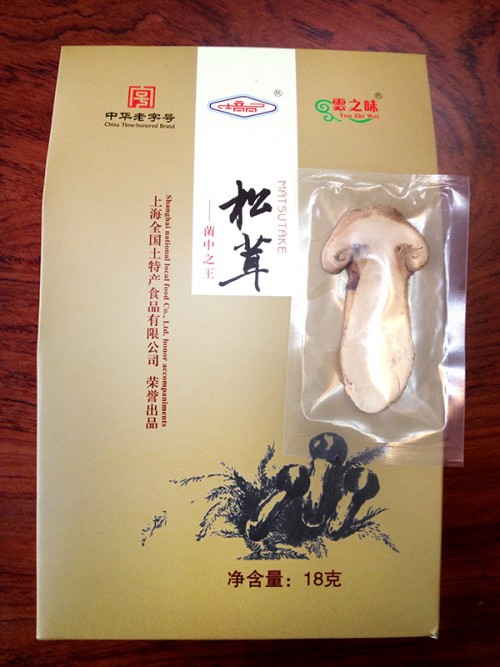 中华老字号
China Time-honored Brand
®
雲之味®
Yun Zhi Wei
松茸
MATSUTAKE
——菌中之王
Shanghai national local food Co., Ltd. honor accompaniments
上海全国土特产食品有限公司 荣誉出品
净含量：18克